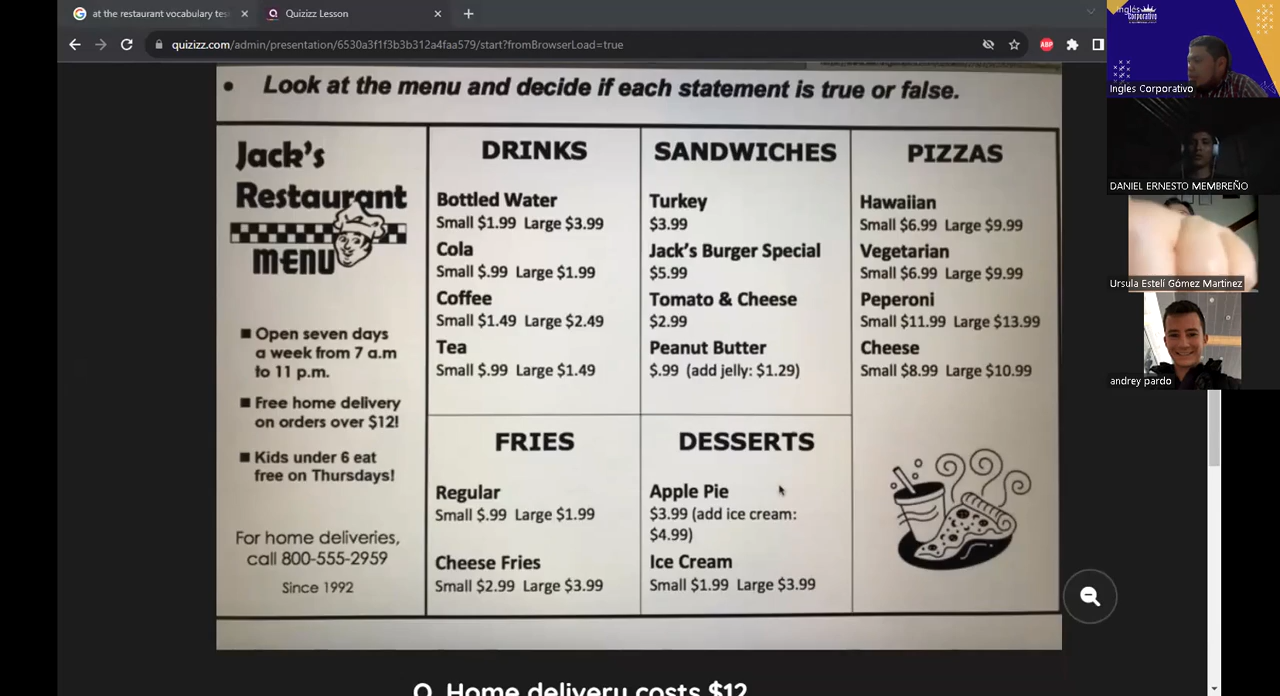 at the restaurant vocabulary tes
Quizizz Lesson
quizizz.com/admin/presentation/6530a3f1f3b3b312a4faa579/start?fromBrowserLoad=true
ABP
• Look at the menu and decide if each statement is true or false.
Jack's
Restaurant
MENU
■ Open seven days
a week from 7 a.m
to 11 p.m.
■ Free home delivery
on orders over $12!
■ Kids under 6 eat
free on Thursdays!
For home deliveries,
call 800-555-2959
Since 1992
DRINKS
Bottled Water
Small $1.99 Large $3.99
Cola
Small $.99 Large $1.99
Coffee
Small $1.49 Large $2.49
Tea
Small $.99 Large $1.49
SANDWICHES
Turkey
$3.99
Jack's Burger Special
$5.99
Tomato & Cheese
$2.99
Peanut Butter
$.99 (add jelly: $1.29)
PIZZAS
Hawaiian
Small $6.99 Large $9.99
Vegetarian
Small $6.99 Large $9.99
Peperoni
Small $11.99 Large $13.99
Cheese
Small $8.99 Large $10.99
FRIES
Regular
Small $.99 Large $1.99
Cheese Fries
Small $2.99 Large $3.99
DESSERTS
Apple Pie
$3.99 (add ice cream:
$4.99)
Ice Cream
Small $1.99 Large $3.99
Q. Home delivery costs $12
Inglés
Corporativo
Ingles Corporativo
DANIEL ERNESTO MEMBREÑO
Ursula Estelí Gómez Martinez
andrey pardo